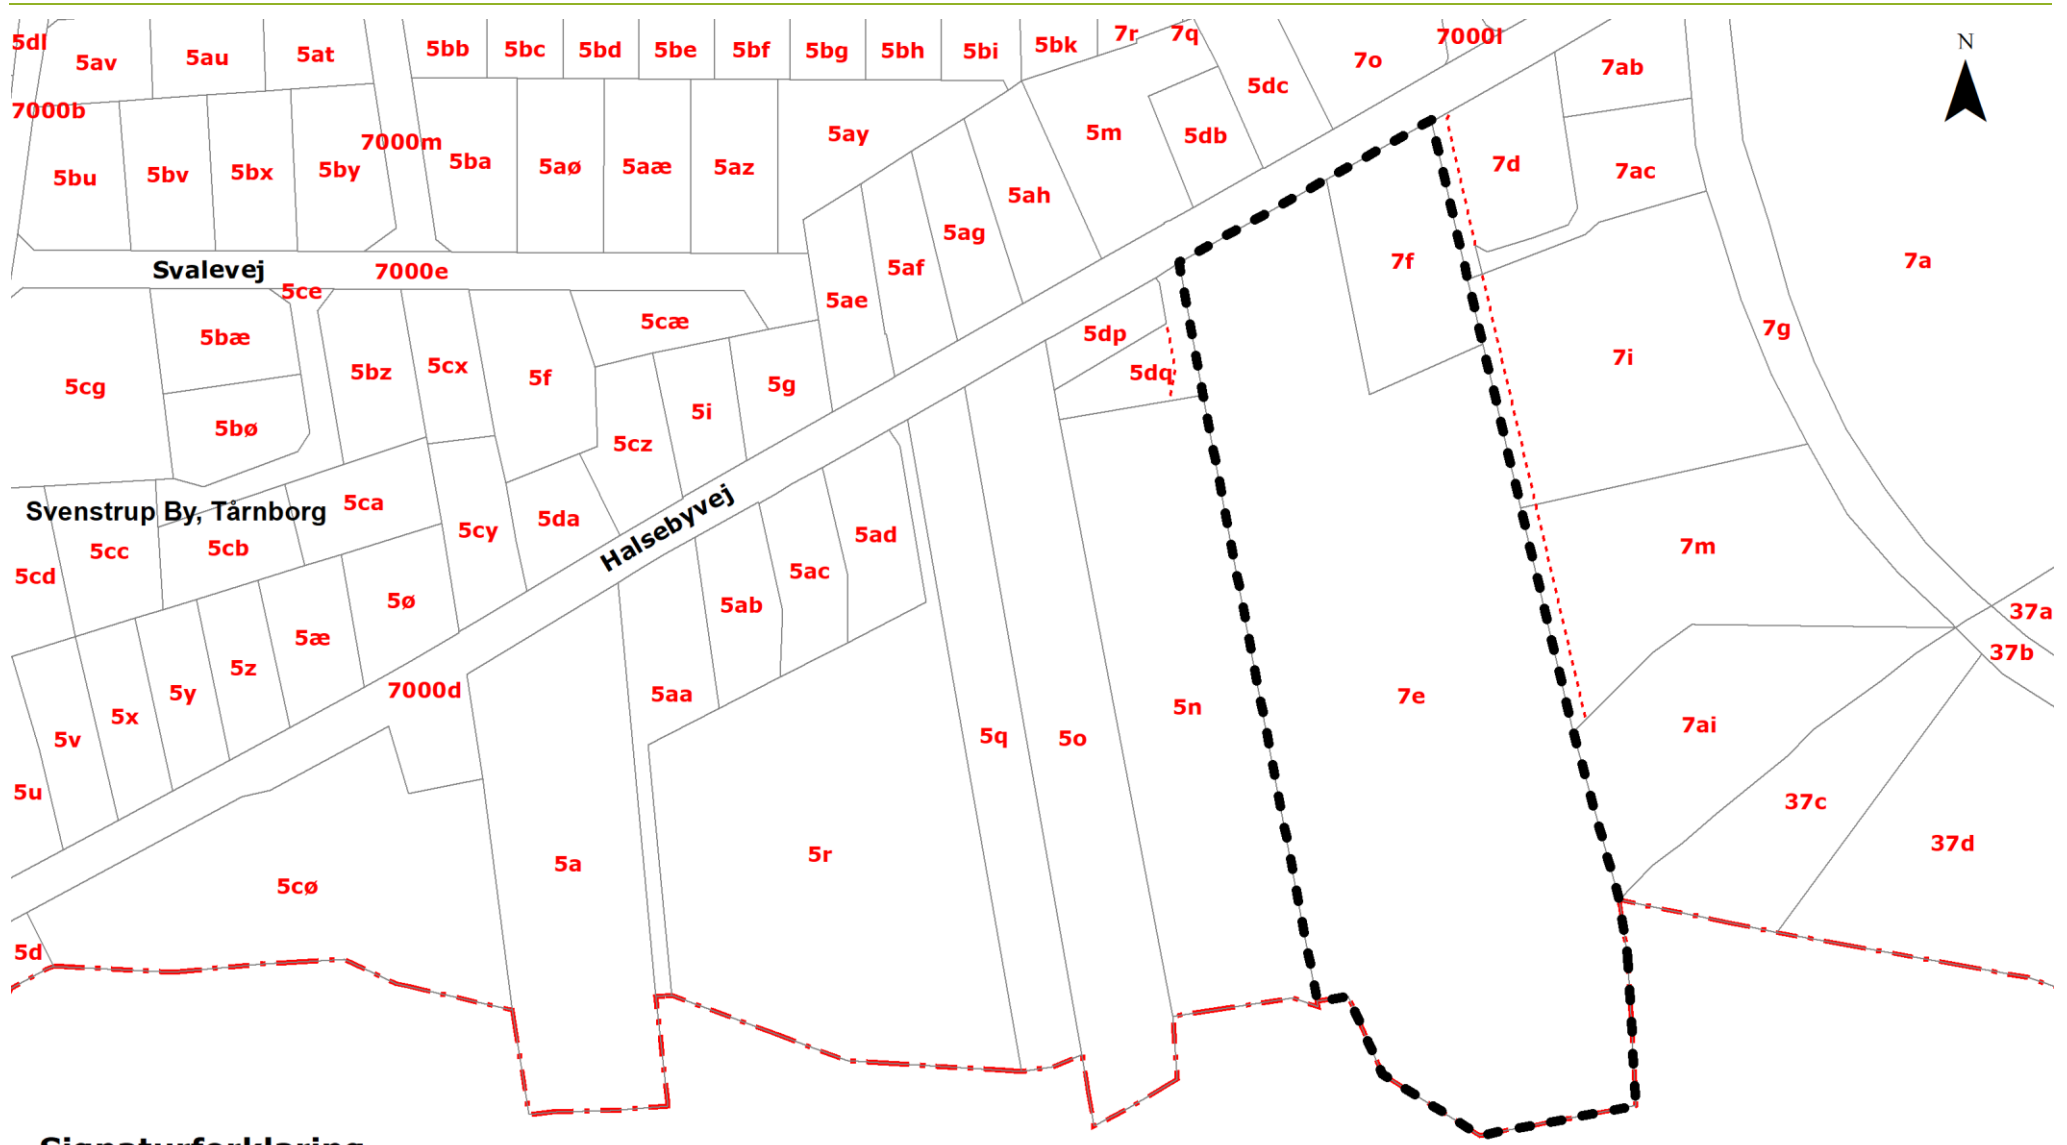 5dl
5av
5au
5at
5bb
5bc
5bd
5be
5bf
5bg
5bh
5bi
5bk
7r
7q
7o
7000l
7ab
N
7000b
7000m
5dc
5bu
5bv
5bx
5by
5ba
5aø
5aæ
5az
5ay
5m
5db
7d
7ac
5ah
5ag
5af
7f
7a
Svalevej
7000e
5ce
5ae
5bæ
5cæ
5dp
7g
7i
5cg
5bz
5cx
5f
5g
5dq
5bø
5i
5cz
Svenstrup By, Tårnborg
5ca
5cy
5da
Halsebyvej
5ad
5cc
5cb
5cd
5ac
7m
5ø
5ab
37a
5æ
5z
5y
5x
7000d
5aa
37b
5v
5q
5o
5n
7e
7ai
5u
37c
5cø
5a
5r
37d
5d
Signaturforklaring